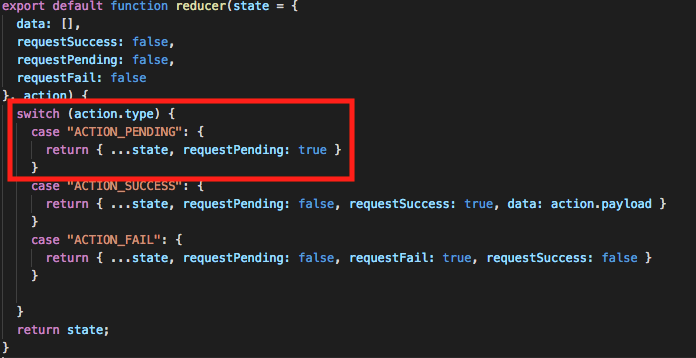 export default function reducer(state = {
  data: [],
  requestSuccess: false,
  requestPending: false,
  requestFail: false
}, action) {
  switch (action.type) {
    case "ACTION_PENDING": {
      return { ...state, requestPending: true }
    }
    case "ACTION_SUCCESS": {
      return { ...state, requestPending: false, requestSuccess: true, data: action.payload }
    }
    case "ACTION_FAIL": {
      return { ...state, requestPending: false, requestFail: true, requestSuccess: false }
    }
  }
  return state;
}